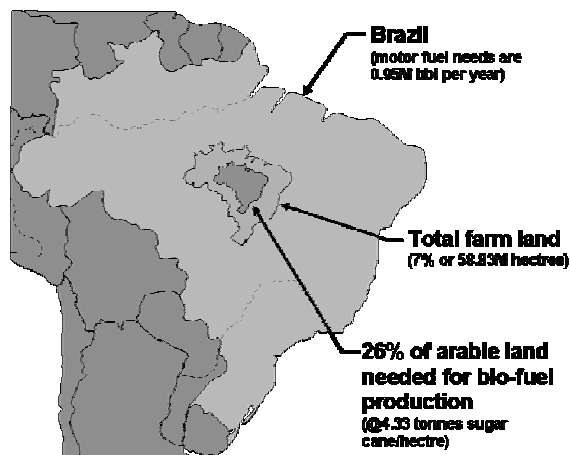 Brazil
(motor fuel needs are
0.95M bbl per year)
Total farm land
(7% or 58.83M hectres)
26% of arable land
needed for bio-fuel
production
(@4.33 tonnes sugar
cane/hectre)